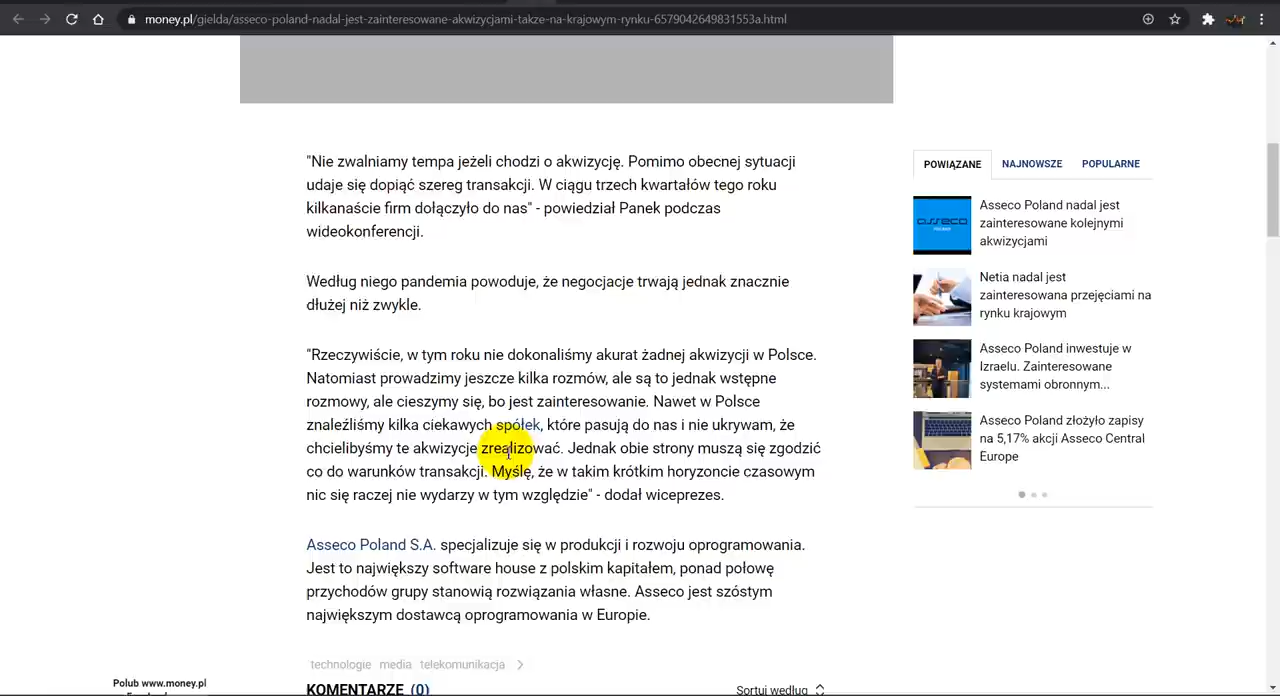 money.pl/gielda/asseco-poland-nadal-jest-zainteresowane-akwizycjami-takze-na-krajowym-rynku-6579042649831553a.html
"Nie zwalniamy tempa jeżeli chodzi o akwizycję. Pomimo obecnej sytuacji
udaje się dopiąć szereg transakcji. W ciągu trzech kwartałów tego roku
kilkanaście firm dołączyło do nas" - powiedział Panek podczas
wideokonferencji.
Według niego pandemia powoduje, że negocjacje trwają jednak znacznie
dłużej niż zwykle.
"Rzeczywiście, w tym roku nie dokonaliśmy akurat żadnej akwizycji w Polsce.
Natomiast prowadzimy jeszcze kilka rozmów, ale są to jednak wstępne
rozmowy, ale cieszymy się, bo jest zainteresowanie. Nawet w Polsce
znaleźliśmy kilka ciekawych spółek, które pasują do nas i nie ukrywam, że
chcielibyśmy te akwizycje zrealizować. Jednak obie strony muszą się zgodzić
co do warunków transakcji. Myślę, że w takim krótkim horyzoncie czasowym
nic się raczej nie wydarzy w tym względzie" - dodał wiceprezes.
Asseco Poland S.A. specjalizuje się w produkcji i rozwoju oprogramowania.
Jest to największy software house z polskim kapitałem, ponad połowę
przychodów grupy stanowią rozwiązania własne. Asseco jest szóstym
największym dostawcą oprogramowania w Europie.
technologie media telekomunikacja
KOMENTARZE (0)
Sortuj według
Polub www.money.pl
POWIĄZANE NAJNOWSZE POPULARNE
asseco
Asseco Poland nadal jest
zainteresowane kolejnymi
akwizycjami
Netia nadal jest
zainteresowana przejęciami na
rynku krajowym
Asseco Poland inwestuje w
Izraelu. Zainteresowane
systemami obronnym...
Asseco Poland złożyło zapisy
na 5,17% akcji Asseco Central
Europe